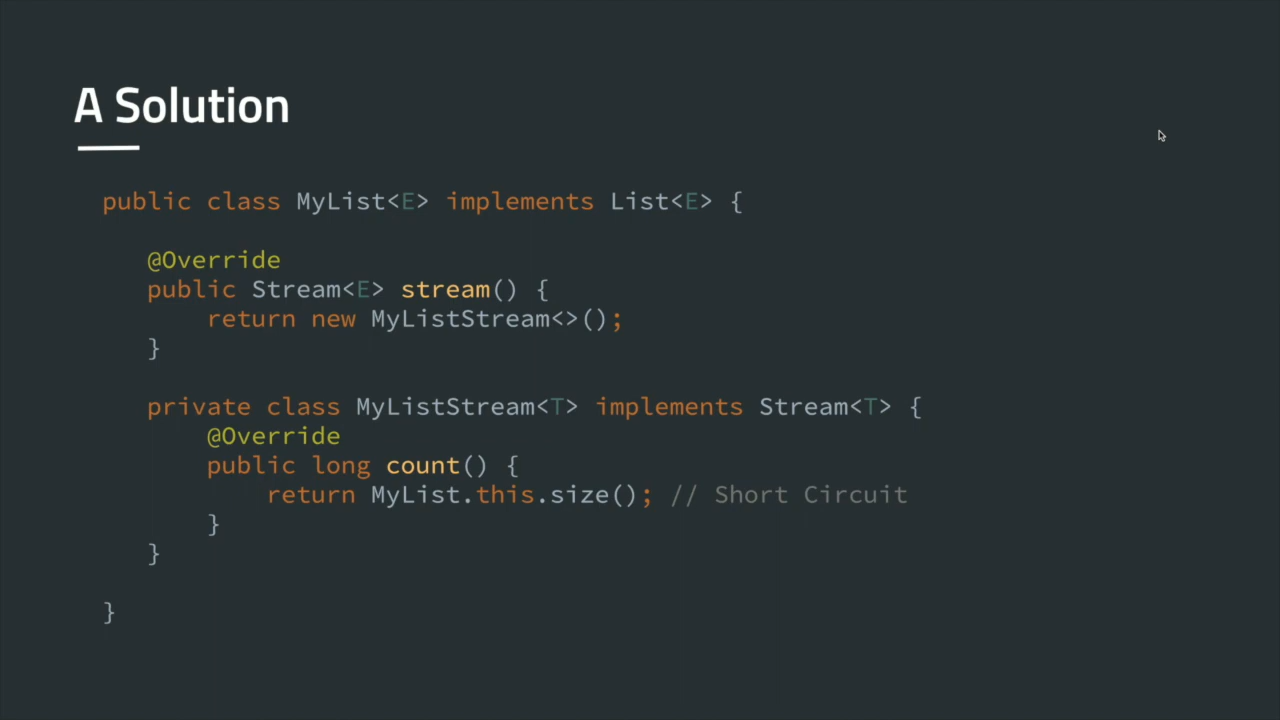 A Solution
public class MyList<E> implements List<E> {
@Override
public Stream<E> stream() {
return new MyListStream<>();
}
private class MyListStream<T> implements Stream<T> {
@Override
public long count() {
return MyList.this.size(); // Short Circuit
}
}
}